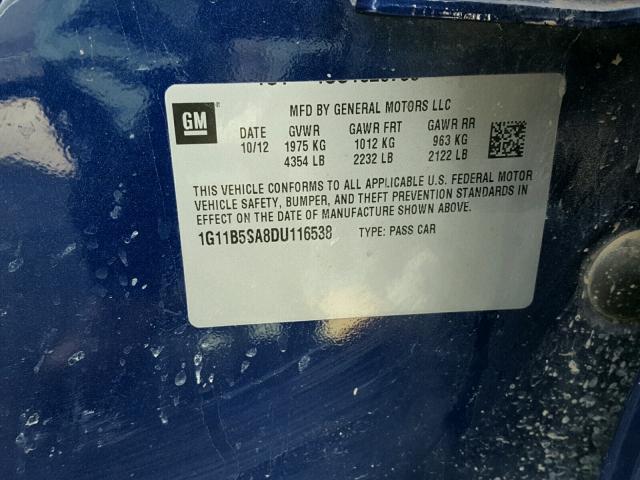 GM
MFD BY GENERAL MOTORS LLC
DATE GVWR GAWR FRT GAWR RR
10/12 1975 KG 1012 KG 963 KG
4354 LB 2232 LB 2122 LB
THIS VEHICLE CONFORMS TO ALL APPLICABLE U.S. FEDERAL MOTOR
VEHICLE SAFETY, BUMPER, AND THEFT PREVENTION STANDARDS IN
EFFECT ON THE DATE OF MANUFACTURE SHOWN ABOVE.
1G11B5SA8DU116538 TYPE: PASS CAR